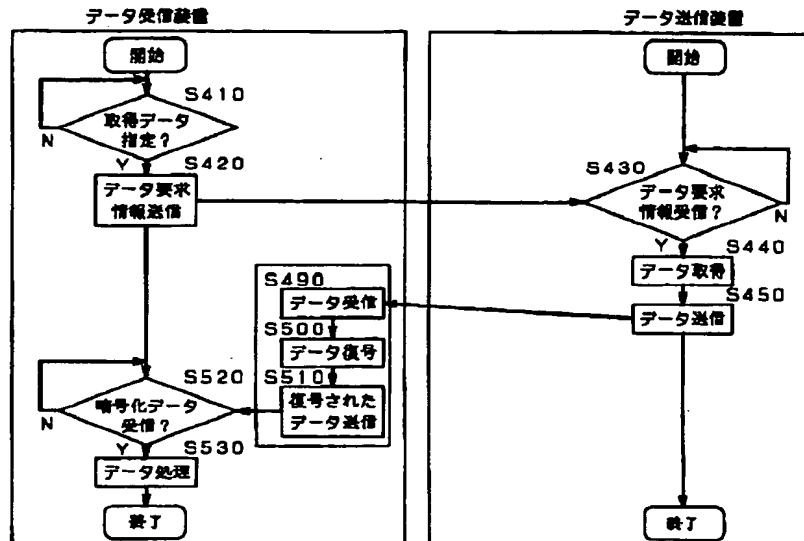 データ受信装置
開始
S410
取得データ
指定？
N
Y
S420
データ要求
情報送信
S490
データ受信
S500
データ復号
S510
復号された
データ送信
S520
暗号化データ
受信？
N
Y
S530
データ処理
終了
データ送信装置
開始
S430
データ要求
情報受信？
N
Y
S440
データ取得
S450
データ送信
終了